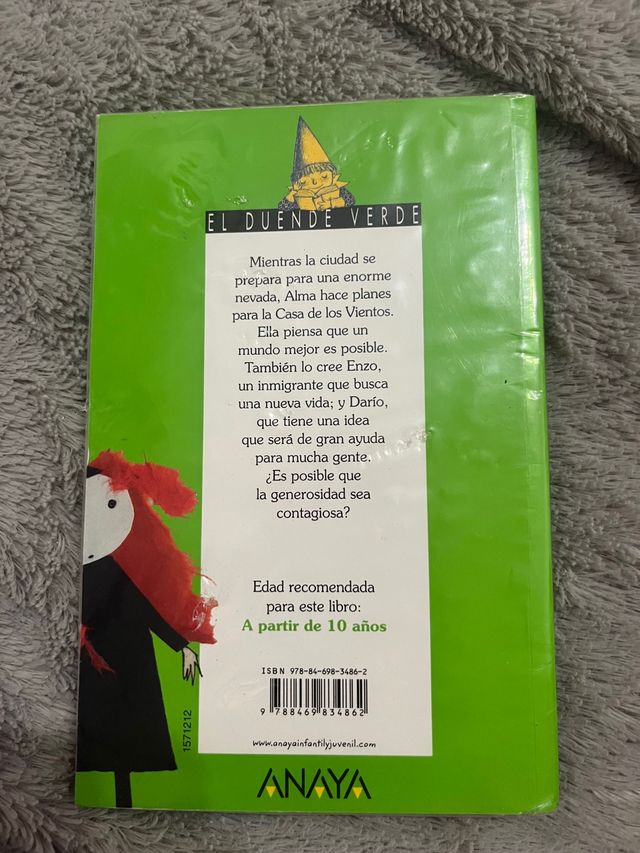 EL DUENDE VERDE
Mientras la ciudad se
prepara para una enorme
nevada, Alma hace planes
para la Casa de los Vientos.
Ella piensa que un
mundo mejor es posible.
También lo cree Enzo,
un inmigrante que busca
una nueva vida; y Darío,
que tiene una idea
que será de gran ayuda
para mucha gente.
¿Es posible que
la generosidad sea
contagiosa?
Edad recomendada
para este libro:
A partir de 10 años
ISBN 978-84-698-3486-2
9 788469 834862
1571212
www.anayainfantilyjuvenil.com
ANAYA